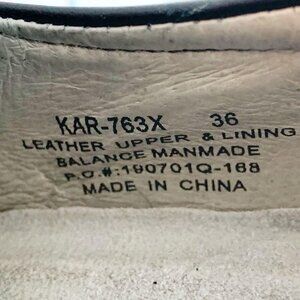 KAR-763X 36
LEATHER UPPER & LINING
BALANCE MANMADE
P.O.#:190701Q-168
MADE IN CHINA